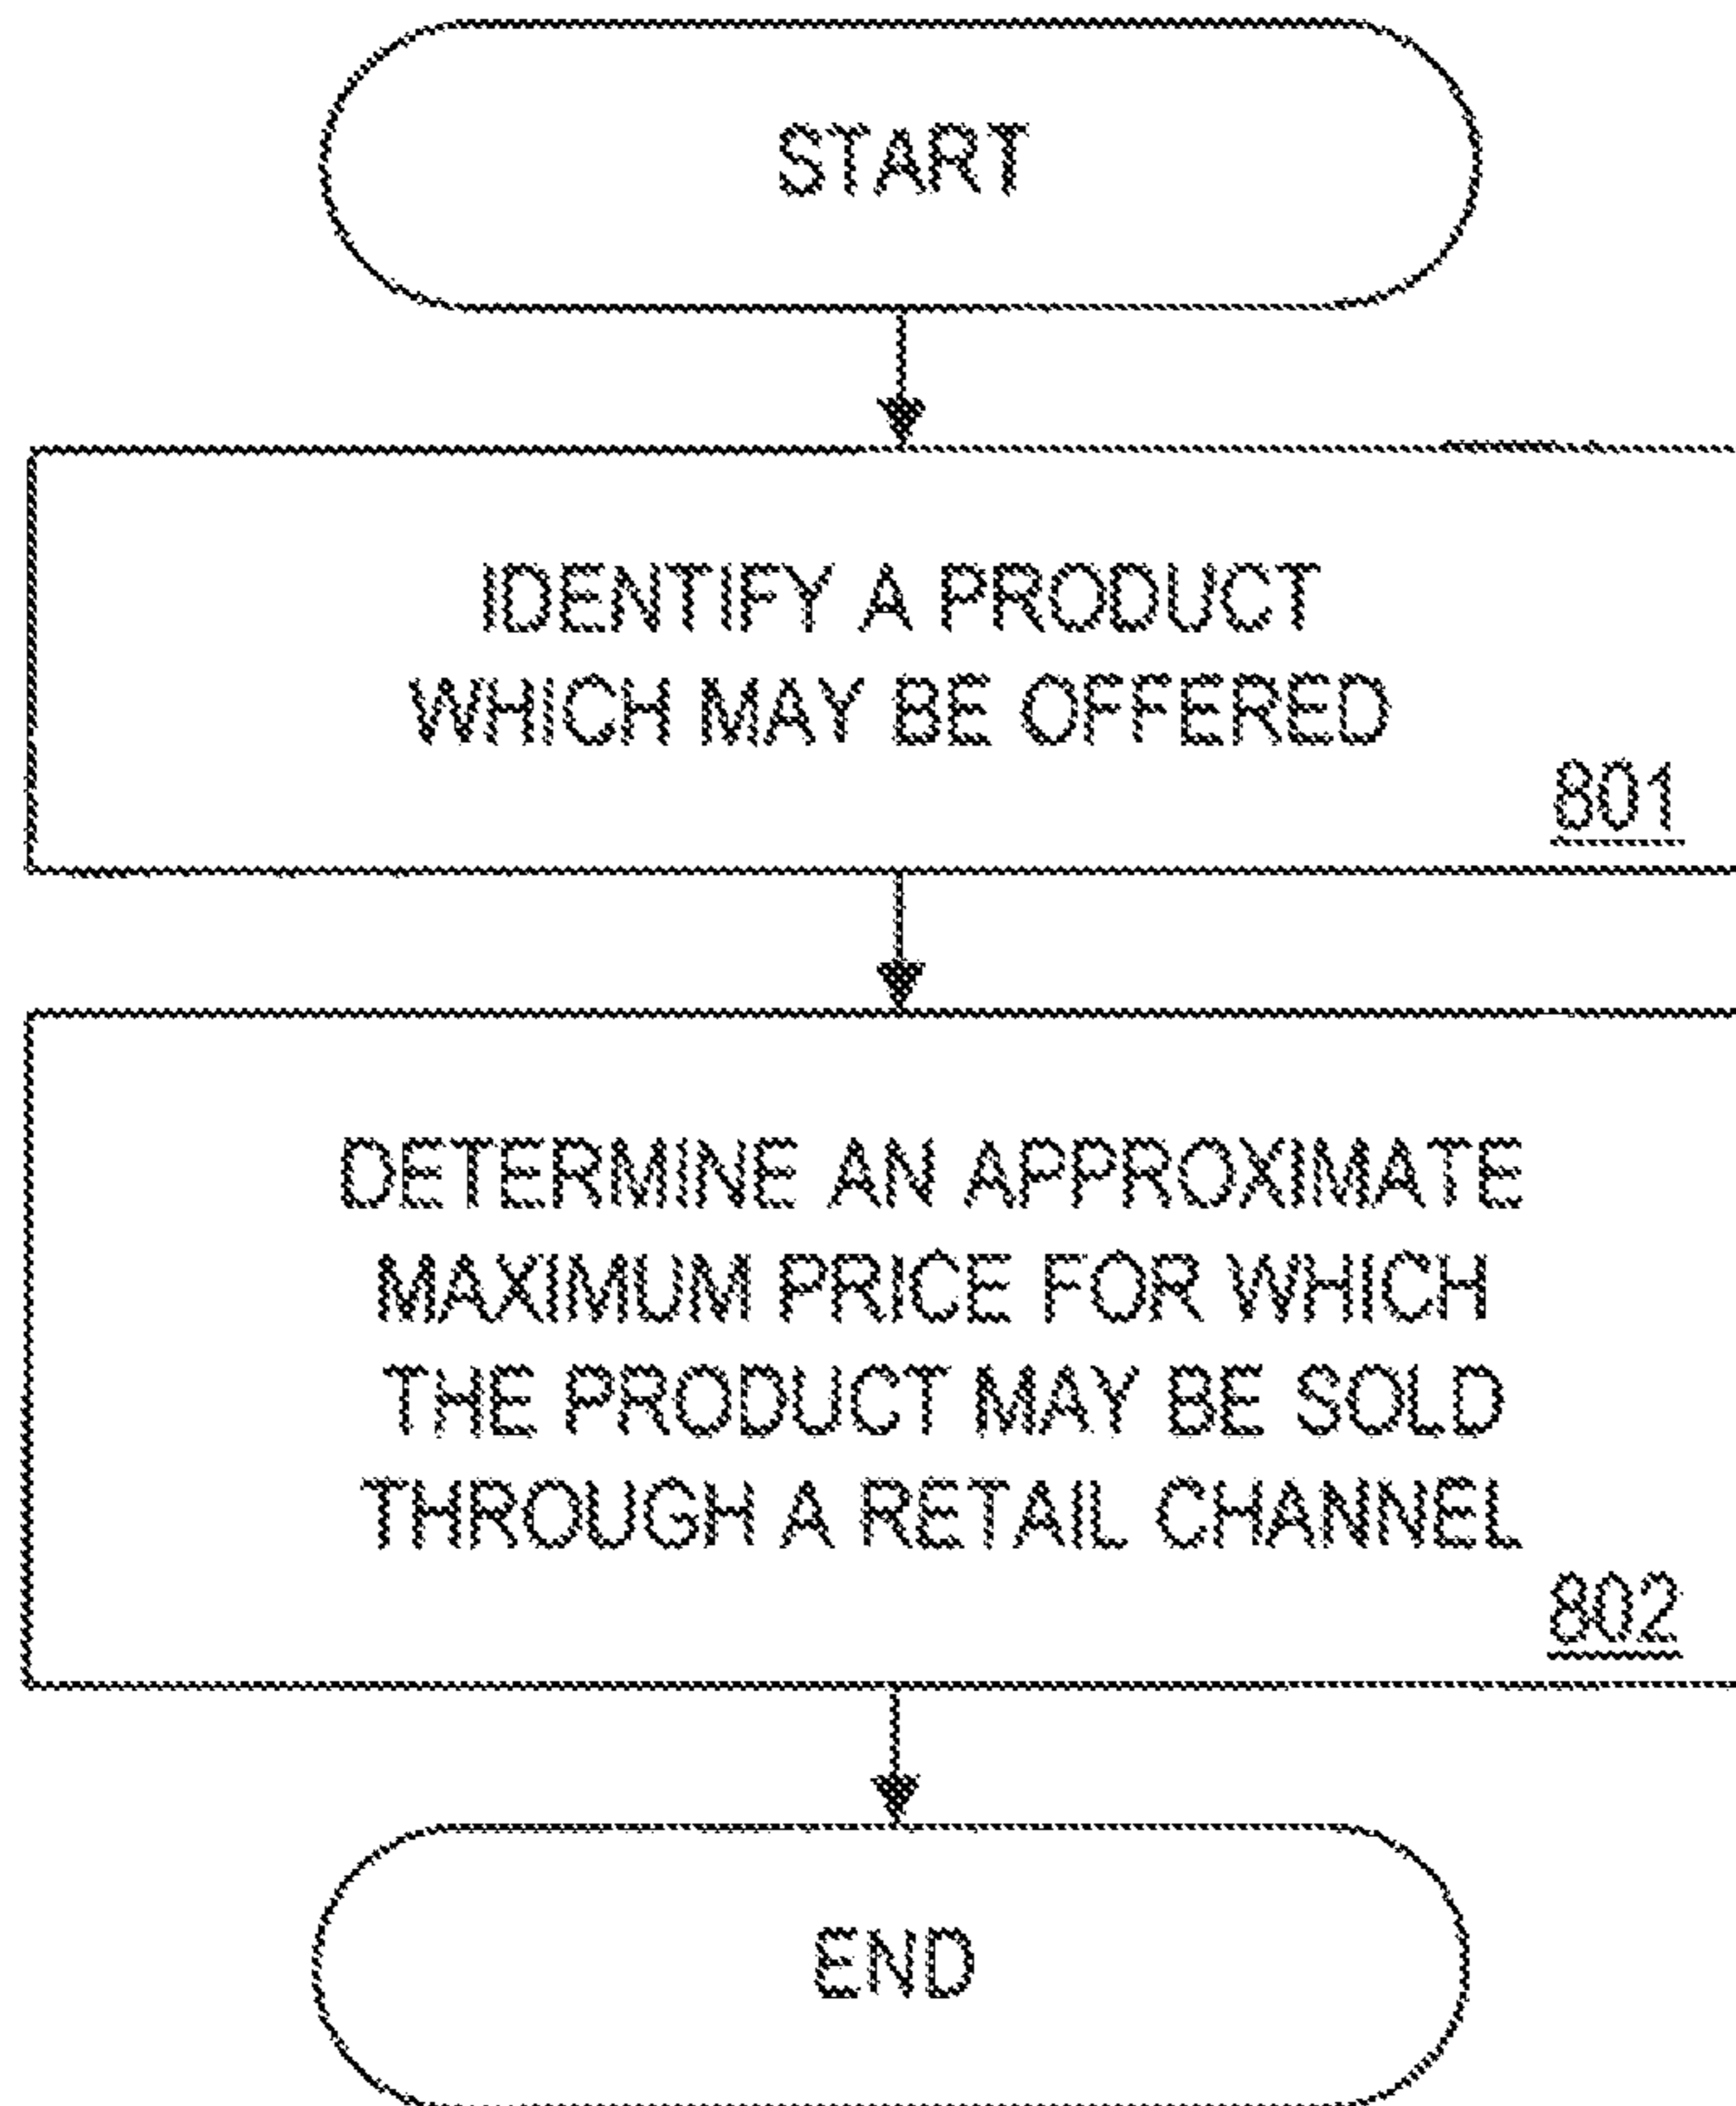 START
IDENTIFY A PRODUCT
WHICH MAY BE OFFERED
801
DETERMINE AN APPROXIMATE
MAXIMUM PRICE FOR WHICH
THE PRODUCT MAY BE SOLD
THROUGH A RETAIL CHANNEL
802
END